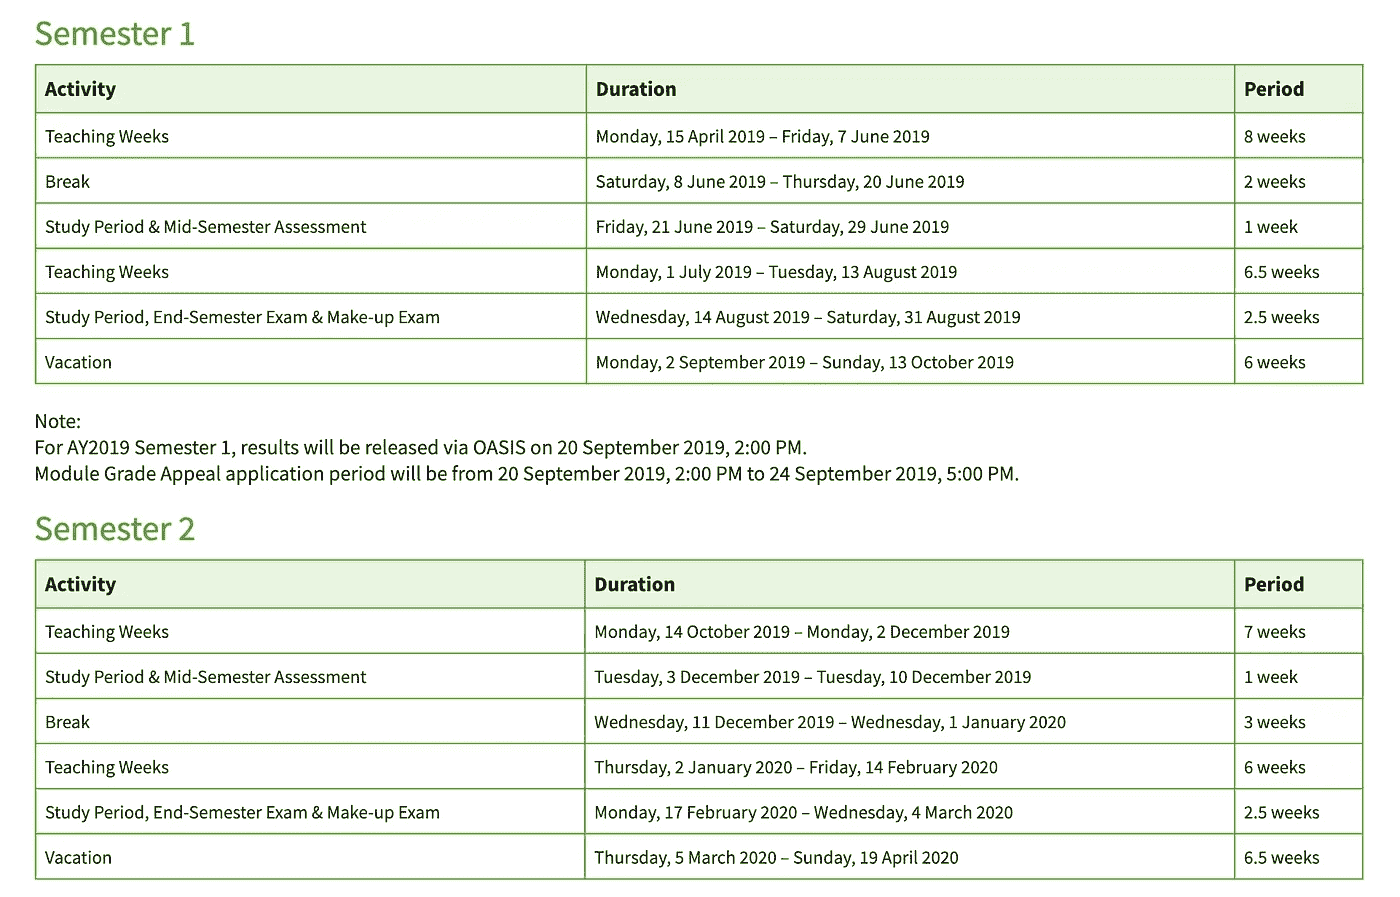 Semester 1
Activity Duration Period
Teaching Weeks Monday, 15 April 2019 – Friday, 7 June 2019 8 weeks
Break Saturday, 8 June 2019 – Thursday, 20 June 2019 2 weeks
Study Period & Mid-Semester Assessment Friday, 21 June 2019 – Saturday, 29 June 2019 1 week
Teaching Weeks Monday, 1 July 2019 – Tuesday, 13 August 2019 6.5 weeks
Study Period, End-Semester Exam & Make-up Exam Wednesday, 14 August 2019 – Saturday, 31 August 2019 2.5 weeks
Vacation Monday, 2 September 2019 – Sunday, 13 October 2019 6 weeks
Note:
For AY2019 Semester 1, results will be released via OASIS on 20 September 2019, 2:00 PM.
Module Grade Appeal application period will be from 20 September 2019, 2:00 PM to 24 September 2019, 5:00 PM.
Semester 2
Activity Duration Period
Teaching Weeks Monday, 14 October 2019 – Monday, 2 December 2019 7 weeks
Study Period & Mid-Semester Assessment Tuesday, 3 December 2019 – Tuesday, 10 December 2019 1 week
Break Wednesday, 11 December 2019 – Wednesday, 1 January 2020 3 weeks
Teaching Weeks Thursday, 2 January 2020 – Friday, 14 February 2020 6 weeks
Study Period, End-Semester Exam & Make-up Exam Monday, 17 February 2020 – Wednesday, 4 March 2020 2.5 weeks
Vacation Thursday, 5 March 2020 – Sunday, 19 April 2020 6.5 weeks